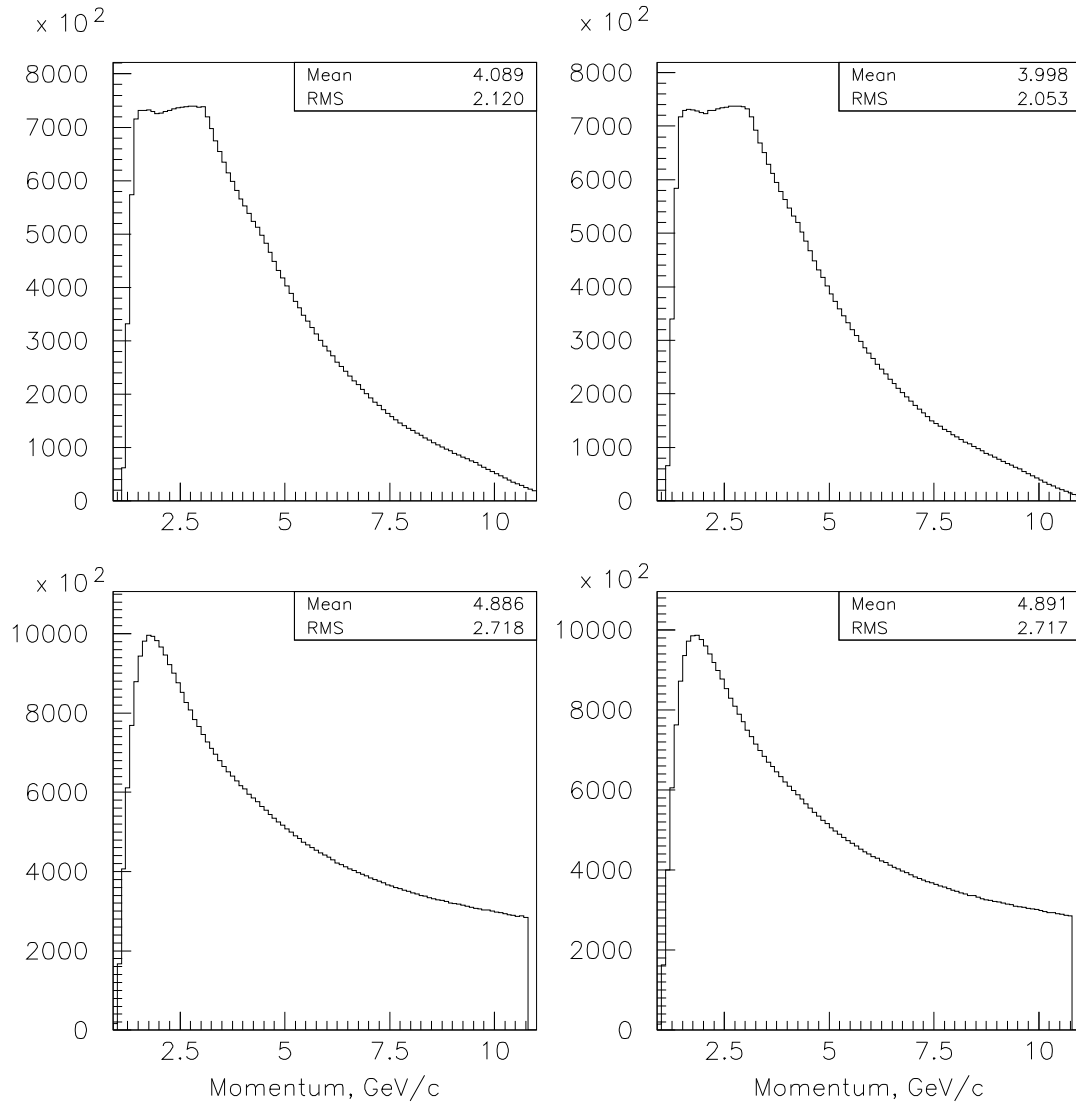 x 10^2
8000
7000
6000
5000
4000
3000
2000
1000
0
Mean 4.089
RMS 2.120
2.5 5 7.5 10
x 10^2
8000
7000
6000
5000
4000
3000
2000
1000
0
Mean 3.998
RMS 2.053
2.5 5 7.5 10
x 10^2
10000
8000
6000
4000
2000
0
Mean 4.886
RMS 2.718
2.5 5 7.5 10
Momentum, GeV/c
x 10^2
10000
8000
6000
4000
2000
0
Mean 4.891
RMS 2.717
2.5 5 7.5 10
Momentum, GeV/c